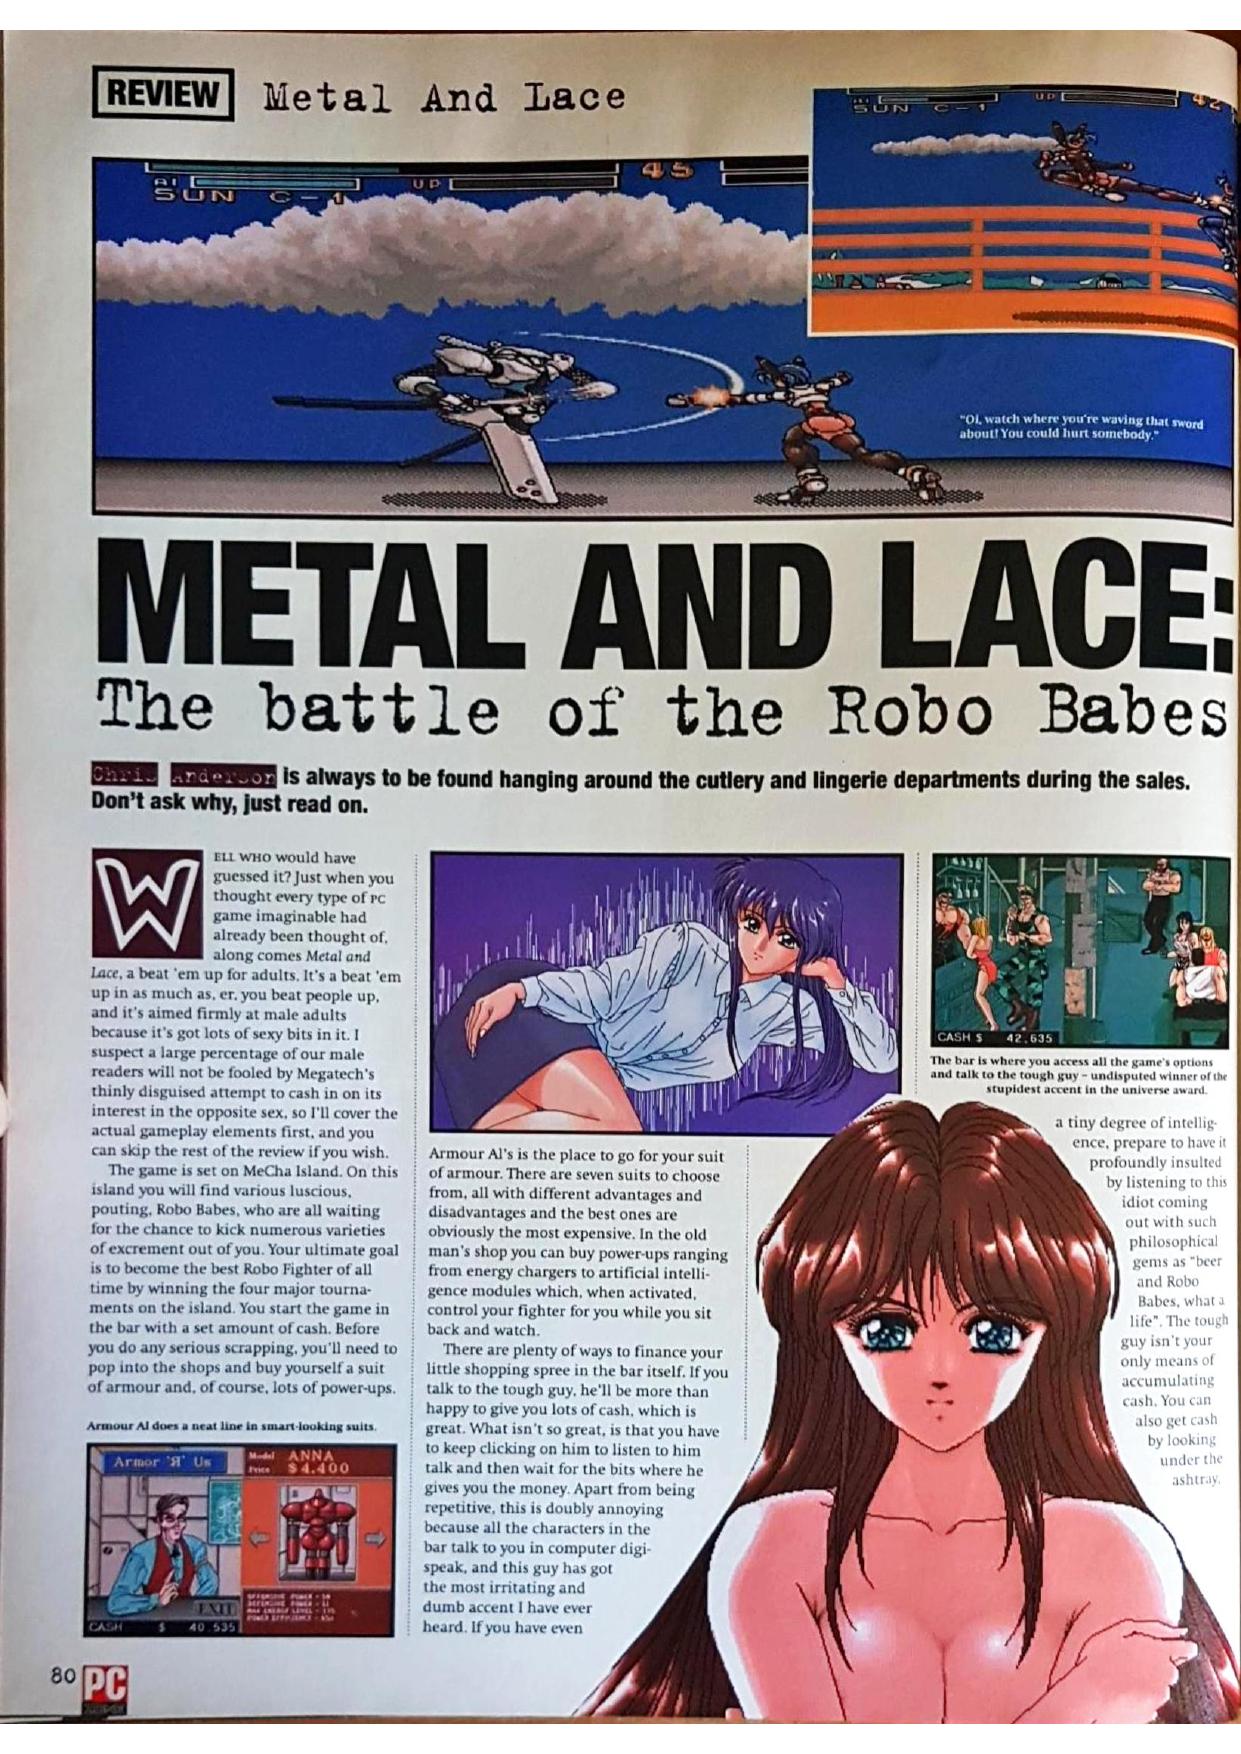 REVIEW Metal And Lace
AI SUN C-1 UP 45
SUN C-1 UP 42
"Oi, watch where you're waving that sword
about! You could hurt somebody."
METAL AND LACE:
The battle of the Robo Babes
Chris Anderson is always to be found hanging around the cutlery and lingerie departments during the sales.
Don't ask why, just read on.
WELL WHO would have
guessed it? Just when you
thought every type of PC
game imaginable had
already been thought of,
along comes Metal and
Lace, a beat 'em up for adults. It's a beat 'em
up in as much as, er, you beat people up,
and it's aimed firmly at male adults
because it's got lots of sexy bits in it. I
suspect a large percentage of our male
readers will not be fooled by Megatech's
thinly disguised attempt to cash in on its
interest in the opposite sex, so I'll cover the
actual gameplay elements first, and you
can skip the rest of the review if you wish.
The game is set on MeCha Island. On this
island you will find various luscious,
pouting, Robo Babes, who are all waiting
for the chance to kick numerous varieties
of excrement out of you. Your ultimate goal
is to become the best Robo Fighter of all
time by winning the four major tourna-
ments on the island. You start the game in
the bar with a set amount of cash. Before
you do any serious scrapping, you'll need to
pop into the shops and buy yourself a suit
of armour and, of course, lots of power-ups.
Armour Al does a neat line in smart-looking suits.
Armor 'Я' Us
Model ANNA
Price $4.400
EXIT
CASH $ 40.535
Armour Al's is the place to go for your suit
of armour. There are seven suits to choose
from, all with different advantages and
disadvantages and the best ones are
obviously the most expensive. In the old
man's shop you can buy power-ups ranging
from energy chargers to artificial intelli-
gence modules which, when activated,
control your fighter for you while you sit
back and watch.
There are plenty of ways to finance your
little shopping spree in the bar itself. If you
talk to the tough guy, he'll be more than
happy to give you lots of cash, which is
great. What isn't so great, is that you have
to keep clicking on him to listen to him
talk and then wait for the bits where he
gives you the money. Apart from being
repetitive, this is doubly annoying
because all the characters in the
bar talk to you in computer digi-
speak, and this guy has got
the most irritating and
dumb accent I have ever
heard. If you have even
CASH $ 42.635
The bar is where you access all the game's options
and talk to the tough guy – undisputed winner of the
stupidest accent in the universe award.
a tiny degree of intellig-
ence, prepare to have it
profoundly insulted
by listening to this
idiot coming
out with such
philosophical
gems as "beer
and Robo
Babes, what a
life". The tough
guy isn't your
only means of
accumulating
cash. You can
also get cash
by looking
under the
ashtray,
80 PC